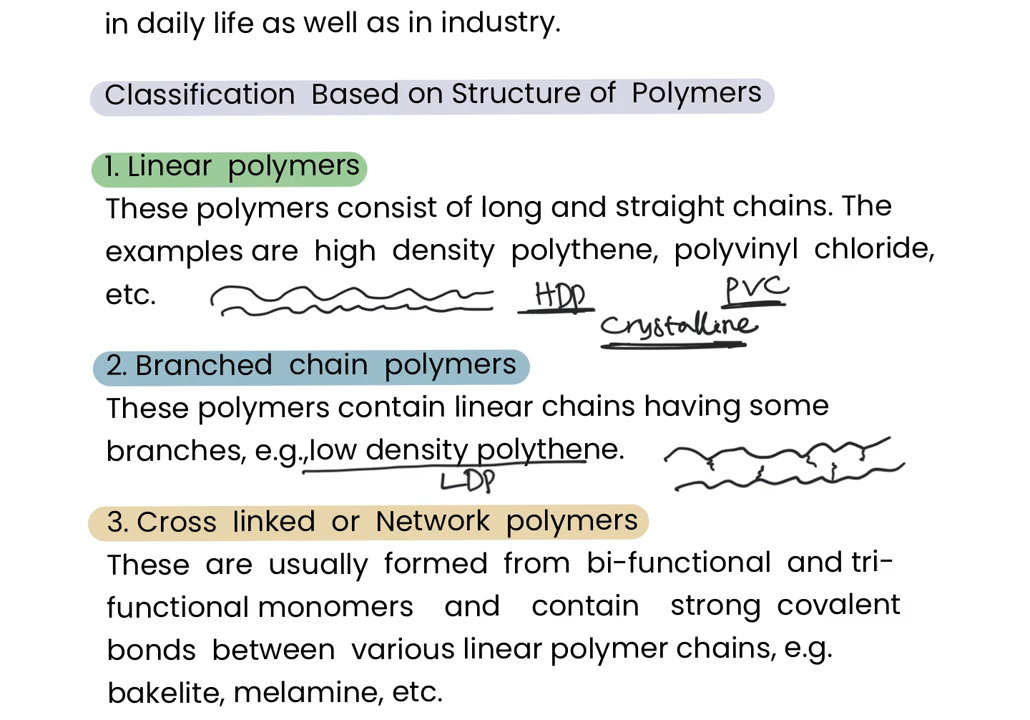 in daily life as well as in industry.
Classification Based on Structure of Polymers
1. Linear polymers
These polymers consist of long and straight chains. The
examples are high density polythene, polyvinyl chloride,
etc. HDP PVC
Crystalline
2. Branched chain polymers
These polymers contain linear chains having some
branches, e.g.,low density polythene.
LDP
3. Cross linked or Network polymers
These are usually formed from bi-functional and tri-
functional monomers and contain strong covalent
bonds between various linear polymer chains, e.g.
bakelite, melamine, etc.